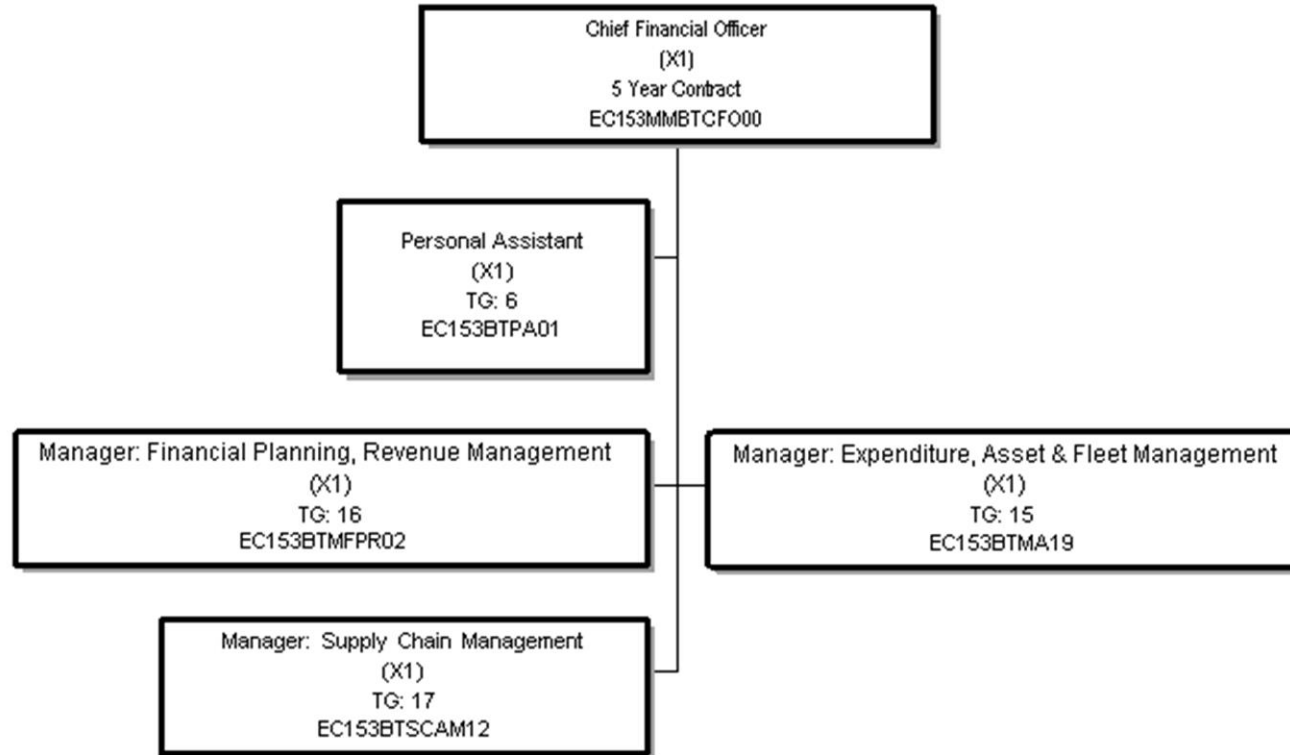 Chief Financial Officer
(X1)
5 Year Contract
EC153MMBTCFO00
Personal Assistant
(X1)
TG: 6
EC153BTPA01
Manager: Financial Planning, Revenue Management
(X1)
TG: 16
EC153BTMFPR02
Manager: Expenditure, Asset & Fleet Management
(X1)
TG: 15
EC153BTMA19
Manager: Supply Chain Management
(X1)
TG: 17
EC153BTSCAM12